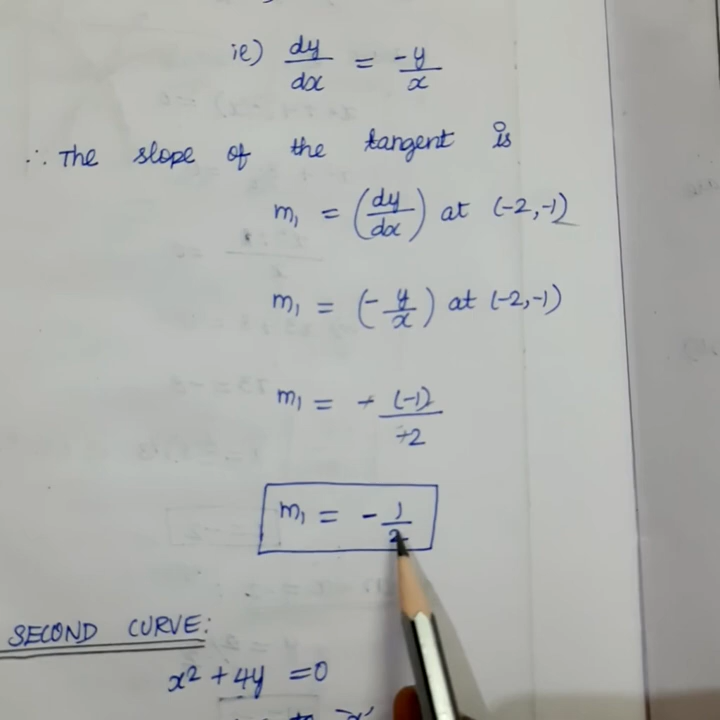 ie) dy/dx = -y/x
∴ The slope of the tangent is
m₁ = (dy/dx) at (-2,-1)
m₁ = (-y/x) at (-2,-1)
m₁ = + (-1)/+2
m₁ = -1/2
SECOND CURVE:
x² + 4y = 0